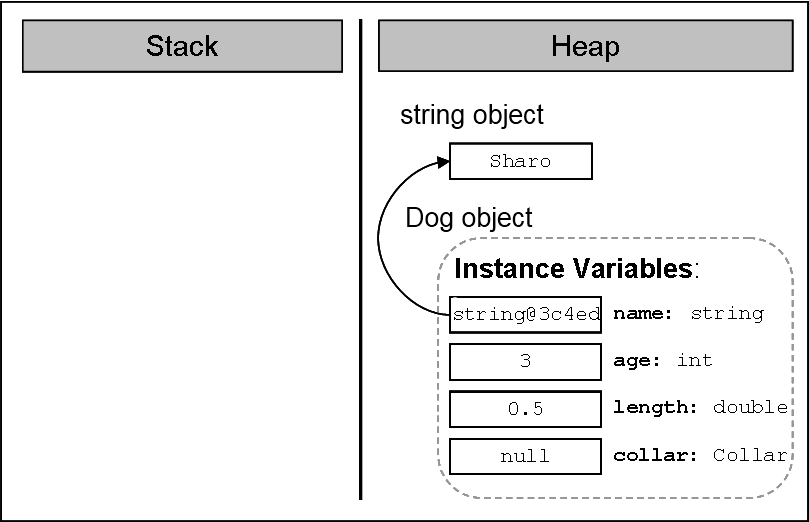 Stack
Heap
string object
Sharo
Dog object
Instance Variables:
string@3c4ed name: string
3 age: int
0.5 length: double
null collar: Collar